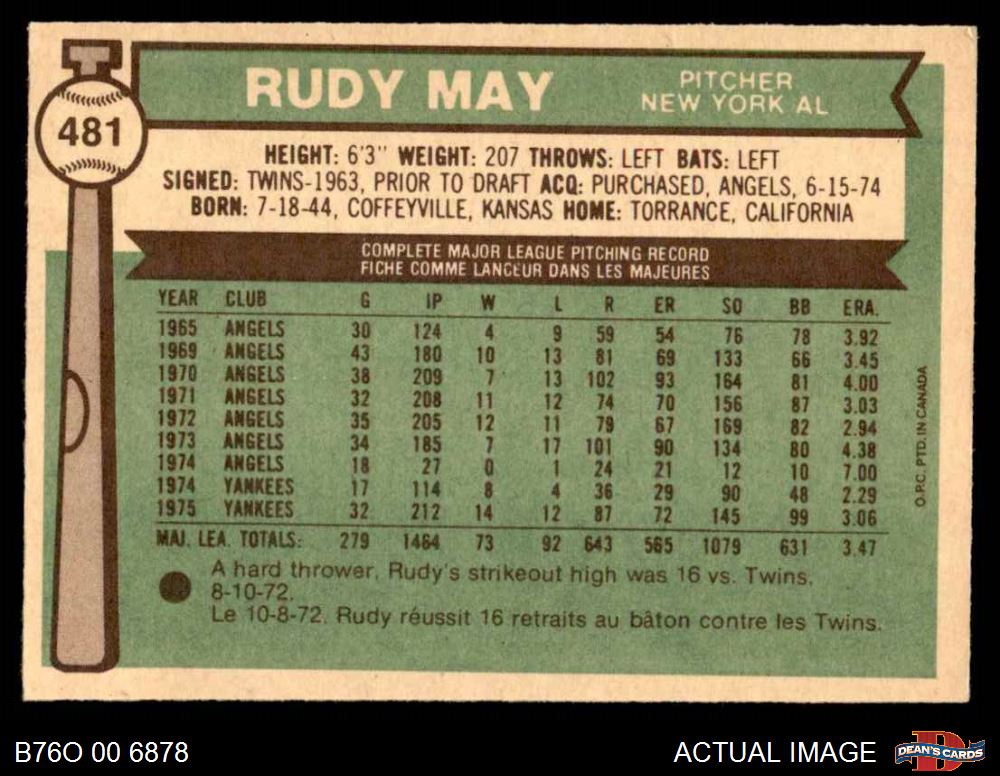 RUDY MAY
PITCHER
NEW YORK AL
481
HEIGHT: 6'3" WEIGHT: 207 THROWS: LEFT BATS: LEFT
SIGNED: TWINS-1963, PRIOR TO DRAFT ACQ: PURCHASED, ANGELS, 6-15-74
BORN: 7-18-44, COFFEYVILLE, KANSAS HOME: TORRANCE, CALIFORNIA
COMPLETE MAJOR LEAGUE PITCHING RECORD
FICHE COMME LANCEUR DANS LES MAJEURES
YEAR CLUB G IP W L R ER SO BB ERA.
1965 ANGELS 30 124 4 9 59 54 76 78 3.92
1969 ANGELS 43 180 10 13 81 69 133 66 3.45
1970 ANGELS 38 209 7 13 102 93 164 81 4.00
1971 ANGELS 32 208 11 12 74 70 156 87 3.03
1972 ANGELS 35 205 12 11 79 67 169 82 2.94
1973 ANGELS 34 185 7 17 101 90 134 80 4.38
1974 ANGELS 18 27 0 1 24 21 12 10 7.00
1974 YANKEES 17 114 8 4 36 29 90 48 2.29
1975 YANKEES 32 212 14 12 87 72 145 99 3.06
MAJ. LEA. TOTALS: 279 1464 73 92 643 565 1079 631 3.47
A hard thrower, Rudy's strikeout high was 16 vs. Twins,
8-10-72.
Le 10-8-72. Rudy réussit 16 retraits au bâton contre les Twins.
O.P.C. PTD. IN CANADA
B76O 00 6878
ACTUAL IMAGE
DEAN'S CARDS